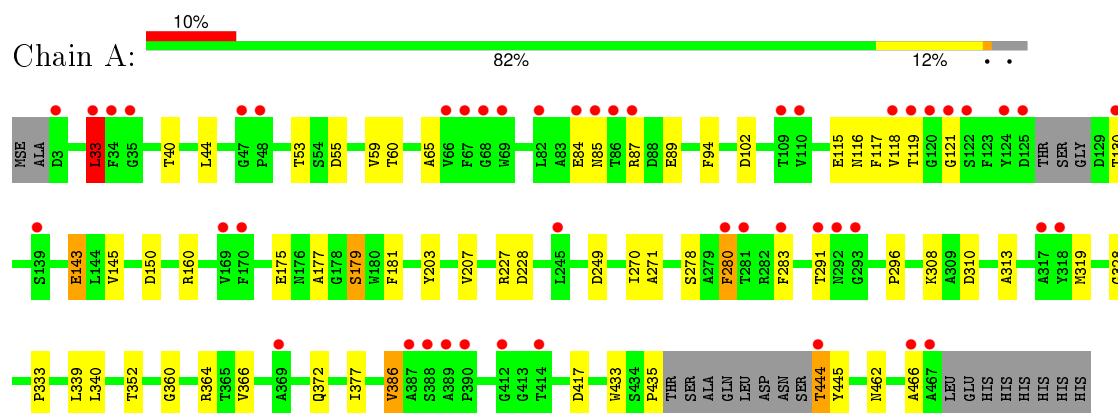 10%
Chain A:
82% 12% • •
MSE ALA D3 L33 F34 G35 T40 L44 G47 P48 T53 S54 D55 V59 T60 A65 V66 F67 G68 W69 L82 A83 E84 N85 T86 R87 D88 E89 F94 D102 T109 V110 E115 N116 F117 V118 T119 G120 G121 S122 F123 Y124 D125 THR SER GLY D129 T130
S139 E143 L144 V145 D150 R160 V169 F170 E175 N176 A177 G178 S179 W180 F181 Y203 V207 R227 D228 L245 D249 I270 A271 S278 A279 F280 T281 R282 F283 T291 N292 G293 P296 K308 A309 D310 A313 A317 Y318 M319
P333 L339 L340 T352 G360 R364 T365 V366 A369 Q372 I377 V386 A387 S388 A389 P390 G412 G413 T414 D417 W433 S434 P435 THR SER ALA GLN LEU ASP ASN SER T444 Y445 N462 A466 A467 LEU GLU HIS HIS HIS HIS HIS HIS